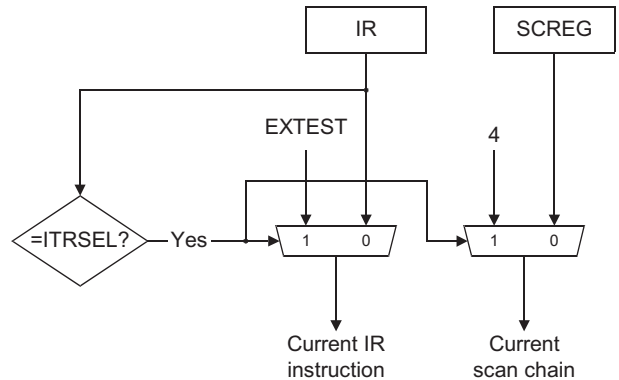 IR
SCREG
EXTEST
4
=ITRSEL?
Yes
1 0
1 0
Current IR
instruction
Current
scan chain